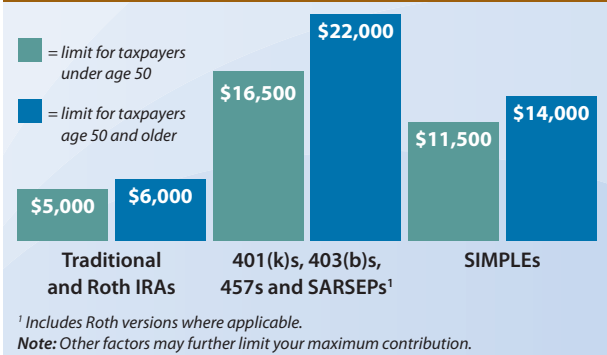 = limit for taxpayers
under age 50
= limit for taxpayers
age 50 and older
$5,000
$6,000
$16,500
$22,000
$11,500
$14,000
Traditional
and Roth IRAs
401(k)s, 403(b)s,
457s and SARSEPs¹
SIMPLEs
¹ Includes Roth versions where applicable.
Note: Other factors may further limit your maximum contribution.